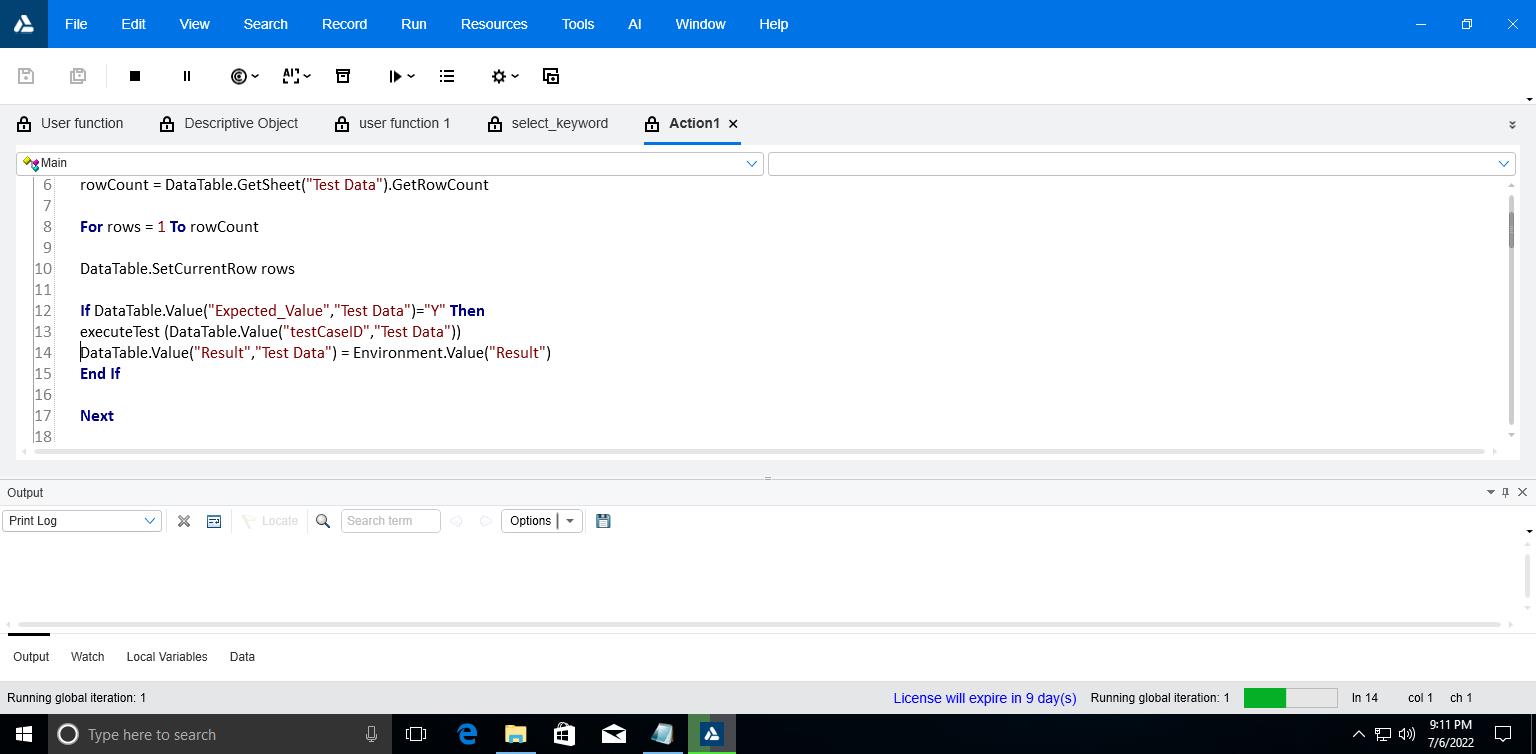 File Edit View Search Record Run Resources Tools AI Window Help
User function Descriptive Object user function 1 select_keyword Action1
Main
6 rowCount = DataTable.GetSheet("Test Data").GetRowCount
7
8 For rows = 1 To rowCount
9
10 DataTable.SetCurrentRow rows
11
12 If DataTable.Value("Expected_Value","Test Data")="Y" Then
13 executeTest (DataTable.Value("testCaseID","Test Data"))
14 DataTable.Value("Result","Test Data") = Environment.Value("Result")
15 End If
16
17 Next
18
Output
Print Log Locate Search term Options
Output Watch Local Variables Data
Running global iteration: 1 License will expire in 9 day(s) Running global iteration: 1 ln 14 col 1 ch 1
Type here to search 9:11 PM
7/6/2022